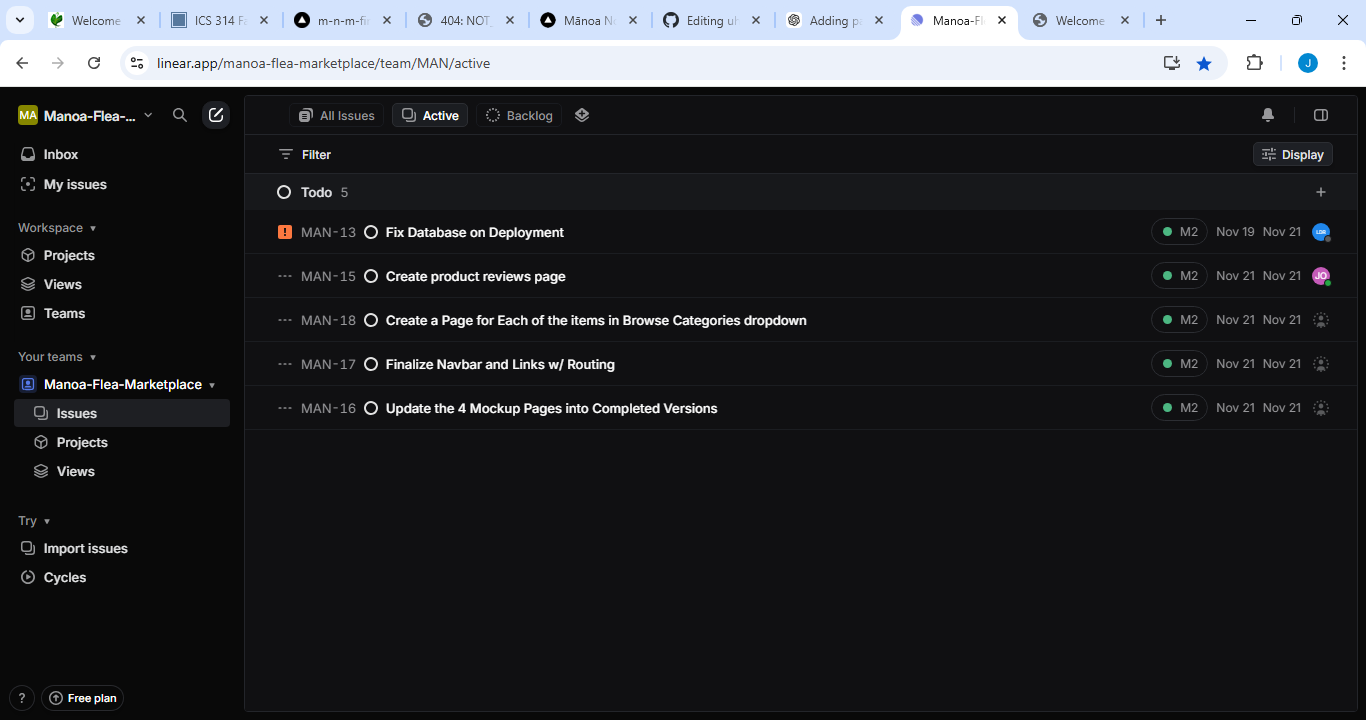 Welcome
ICS 314 F
m-n-m-fi
404: NOT_
Mānoa N
Editing u
Adding p
Manoa-Fl
Welcome
linear.app/manoa-flea-marketplace/team/MAN/active
J
MA Manoa-Flea-...
All Issues
Active
Backlog
Inbox
My issues
Workspace
Projects
Views
Teams
Your teams
Manoa-Flea-Marketplace
Issues
Projects
Views
Try
Import issues
Cycles
? Free plan
Filter
Display
Todo 5
MAN-13 Fix Database on Deployment M2 Nov 19 Nov 21
MAN-15 Create product reviews page M2 Nov 21 Nov 21 JO
MAN-18 Create a Page for Each of the items in Browse Categories dropdown M2 Nov 21 Nov 21
MAN-17 Finalize Navbar and Links w/ Routing M2 Nov 21 Nov 21
MAN-16 Update the 4 Mockup Pages into Completed Versions M2 Nov 21 Nov 21